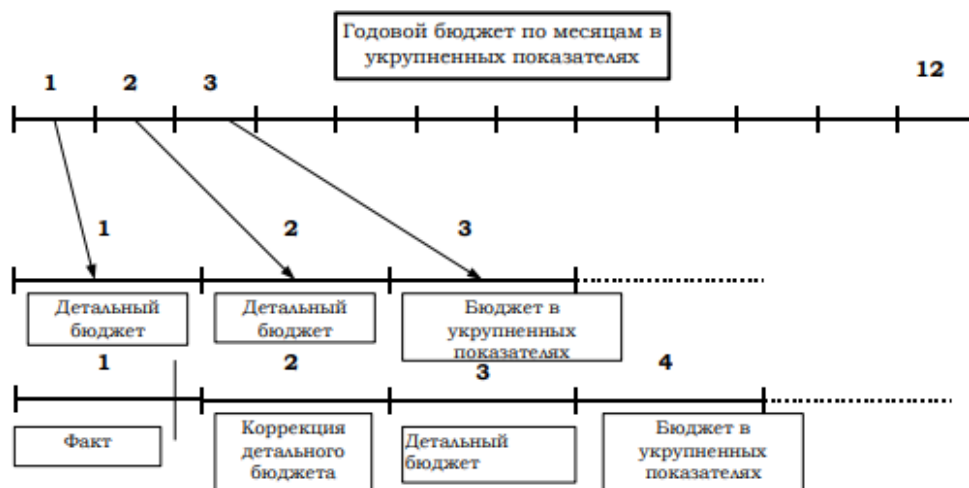 Годовой бюджет по месяцам в
укрупненных показателях
1 2 3 12
1 2 3
Детальный
бюджет
Детальный
бюджет
Бюджет в
укрупненных
показателях
1 2 3 4
Факт
Коррекция
детального
бюджета
Детальный
бюджет
Бюджет в
укрупненных
показателях